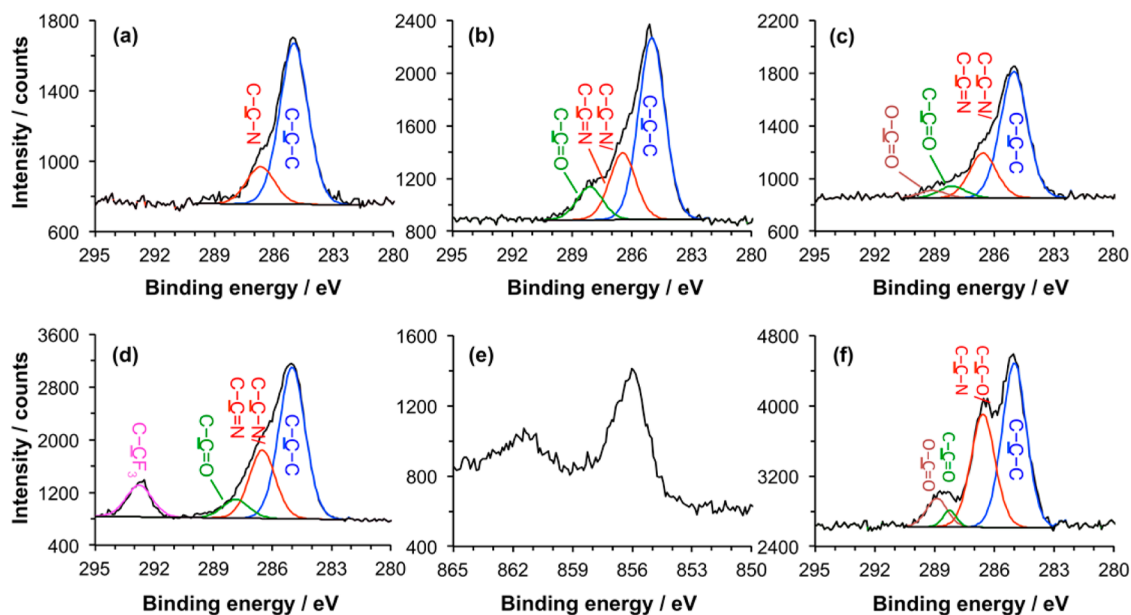 Intensity / counts
1800
1400
1000
600
(a)
C–C–N
C–C–C
295 292 289 286 283 280
Binding energy / eV
2400
2000
1600
1200
800
(b)
C–C=O
C–C=N
C–C–N/
C–C–C
295 292 289 286 283 280
Binding energy / eV
2200
1800
1400
1000
600
(c)
O–C=O
C–C=O
C–C=N
C–C–N/
C–C–C
295 292 289 286 283 280
Binding energy / eV
Intensity / counts
3600
2800
2000
1200
400
(d)
C–CF3
C–C=O
C–C=N
C–C–N/
C–C–C
295 292 289 286 283 280
Binding energy / eV
1600
1200
800
400
(e)
865 862 859 856 853 850
Binding energy / eV
4800
4000
3200
2400
(f)
O–C=O
C–C=O
C–C–N
C–C–O/
C–C–C
295 292 289 286 283 280
Binding energy / eV